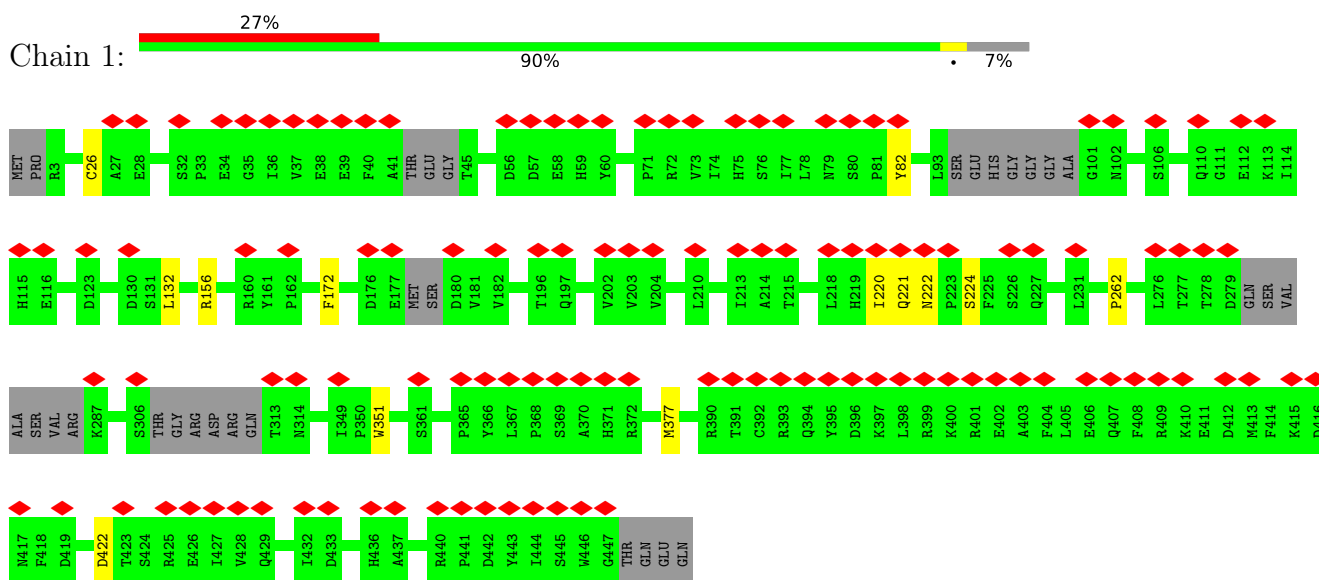 27%
Chain 1:
90%
• 7%
MET PRO R3 C26 A27 E28 S32 P33 E34 G35 I36 V37 E38 E39 F40 A41 THR GLU GLY T45 D56 D57 E58 H59 Y60 P71 R72 V73 I74 H75 S76 I77 L78 N79 S80 P81 Y82 L93 SER GLU HIS GLY GLY GLY ALA G101 N102 S106 Q110 G111 E112 K113 I114
H115 E116 D123 D130 S131 L132 R156 R160 Y161 P162 F172 D176 E177 MET SER D180 V181 V182 T196 Q197 V202 V203 V204 L210 I213 A214 T215 L218 H219 I220 Q221 N222 P223 S224 F225 S226 Q227 L231 P262 L276 T277 T278 D279 GLN SER VAL
ALA SER VAL ARG K287 S306 THR GLY ARG ASP ARG GLN T313 N314 I349 P350 W351 S361 P365 Y366 L367 P368 S369 A370 H371 R372 M377 R390 T391 C392 R393 Q394 Y395 D396 K397 L398 R399 K400 R401 E402 A403 F404 L405 E406 Q407 F408 R409 K410 E411 D412 M413 F414 K415 D416
N417 F418 D419 D422 T423 S424 R425 E426 I427 V428 Q429 I432 D433 H436 A437 R440 P441 D442 Y443 I444 S445 W446 G447 THR GLN GLU GLN